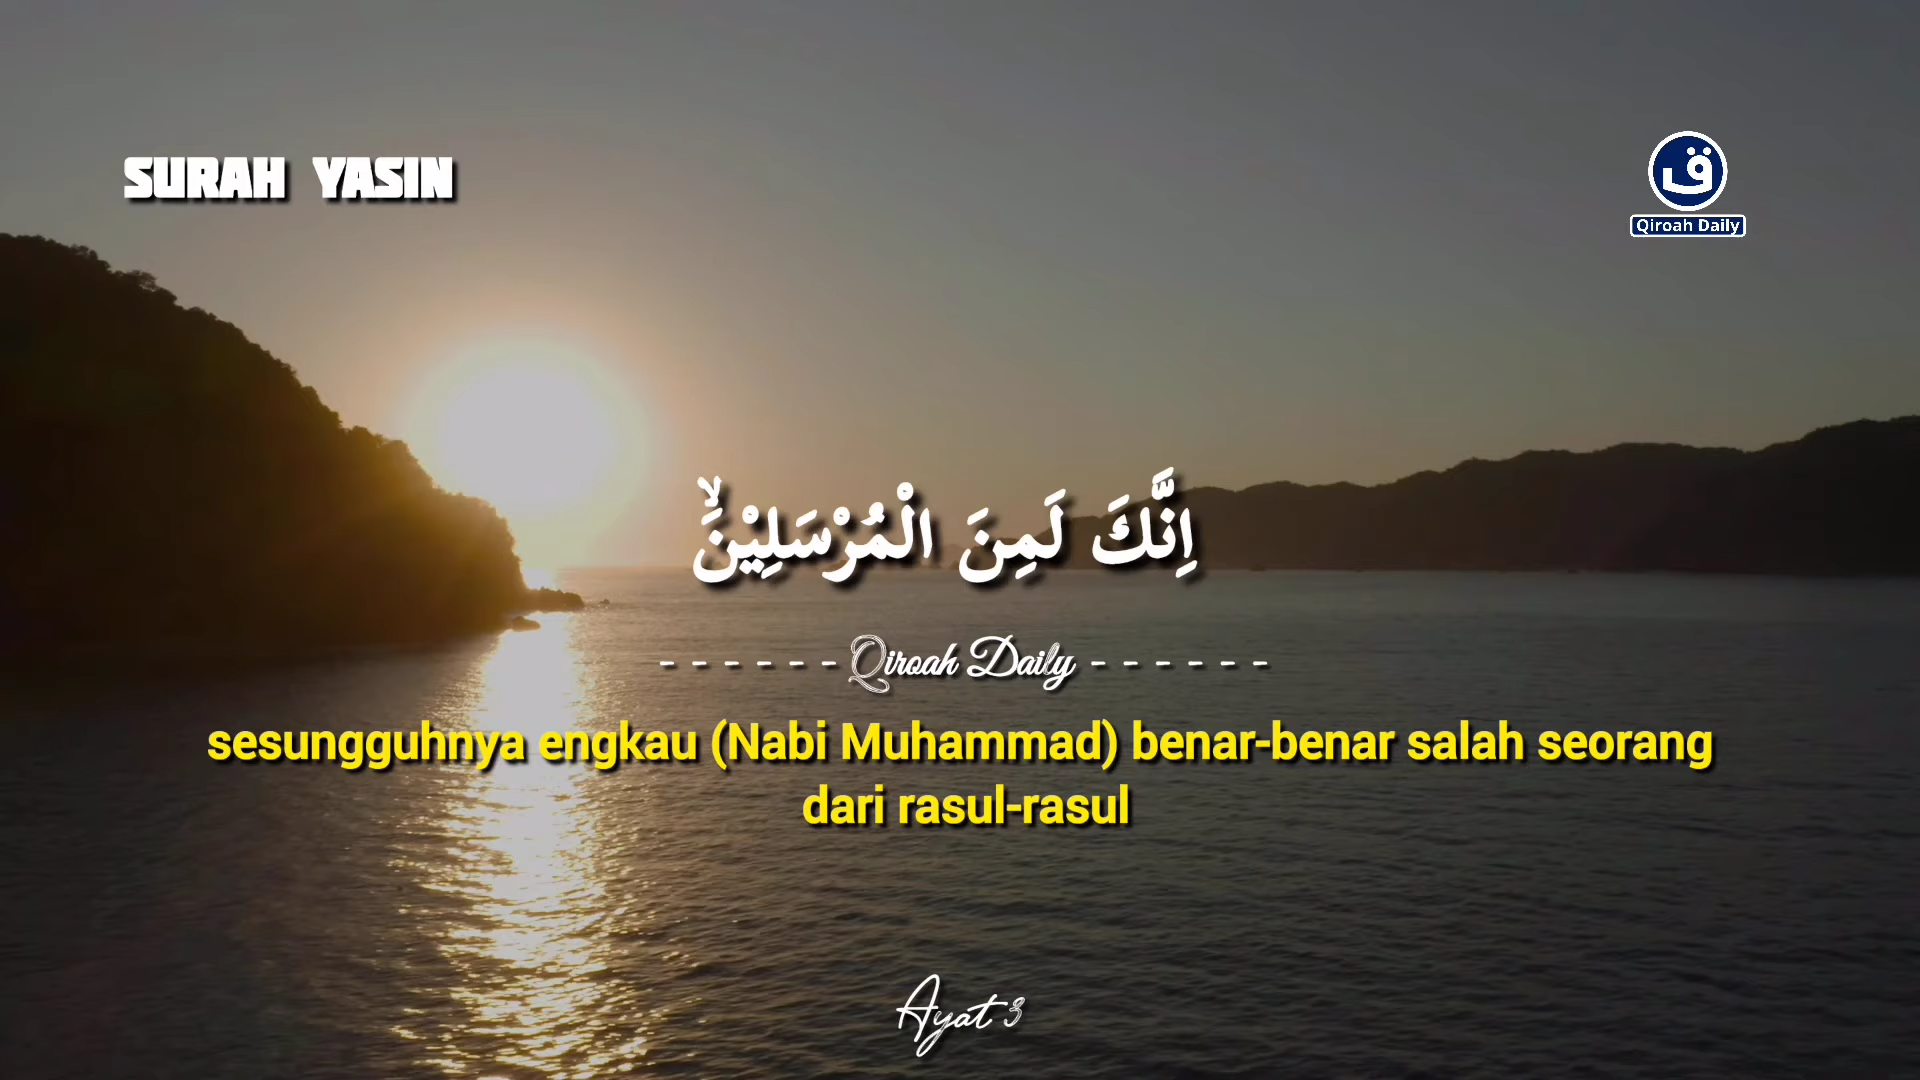 SURAH YASIN
ق
Qiroah Daily
اِنَّكَ لَمِنَ الْمُرْسَلِيْنَۙ
- - - - - - Qiroah Daily - - - - - -
sesungguhnya engkau (Nabi Muhammad) benar-benar salah seorang
dari rasul-rasul
Ayat 3